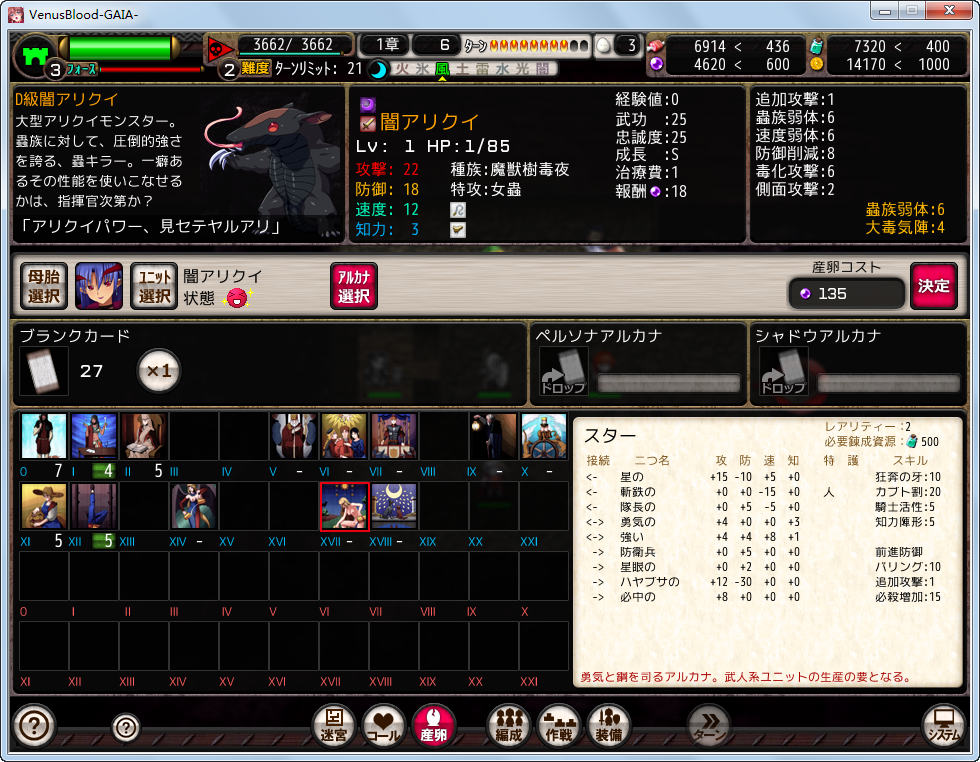 VenusBlood-GAIA-
3 フォース
3662/ 3662
1章
6 ターン
3
6914 < 436
7320 < 400
4620 < 600
14170 < 1000
2 難度 ターンリミット: 21
火 氷 風 土 雷 水 光 闇
D級闇アリクイ
大型アリクイモンスター。
蟲族に対して、圧倒的強さ
を誇る、蟲キラー。一癖あ
るその性能を使いこなせる
かは、指揮官次第か？
「アリクイパワー、見セテヤルアリ」
闇アリクイ
Lv: 1 HP:1/85
攻撃: 22 種族:魔獣樹毒夜
防御: 18 特攻:女蟲
速度: 12
知力: 3
経験値:0
武功 :25
忠誠度:25
成長 :S
治療費:1
報酬 :18
追加攻撃:1
蟲族弱体:6
速度弱体:6
防御削減:8
毒化攻撃:6
側面攻撃:2
蟲族弱体:6
大毒気陣:4
母胎選択
ユニット選択
闇アリクイ
状態
アルカナ選択
産卵コスト
135
決定
ブランクカード
27
×1
ペルソナアルカナ
ドロップ
シャドウアルカナ
ドロップ
0 7 I 4 II 5 III IV V - VI - VII - VIII IX - X -
XI 5 XII 5 XIII XIV - XV XVI XVII - XVIII - XIX XX XXI
0 I II III IV V VI VII VIII IX X
XI XII XIII XIV XV XVI XVII XVIII XIX XX XXI
スター
レアリティー:2
必要錬成資源: 500
接続 二つ名 攻 防 速 知 特 護 スキル
<- 星の +15 -10 +5 +0 狂奔の牙:10
<- 斬鉄の +0 +0 -15 +0 人 カブト割:20
<- 隊長の +0 +5 -5 +0 騎士活性:5
<-> 勇気の +4 +0 +0 +3 知力陣形:5
<-> 強い +4 +4 +8 +1
-> 防衛兵 +0 +5 +0 +0 前進防御
-> 星眼の +0 +2 +0 +0 バリング:10
-> ハヤブサの +12 -30 +0 +0 追加攻撃:1
-> 必中の +8 +0 +0 +0 必殺増加:15
勇気と鋼を司るアルカナ。武人系ユニットの生産の要となる。
?
?
迷宮
コール
産卵
編成
作戦
装備
ターン
システム